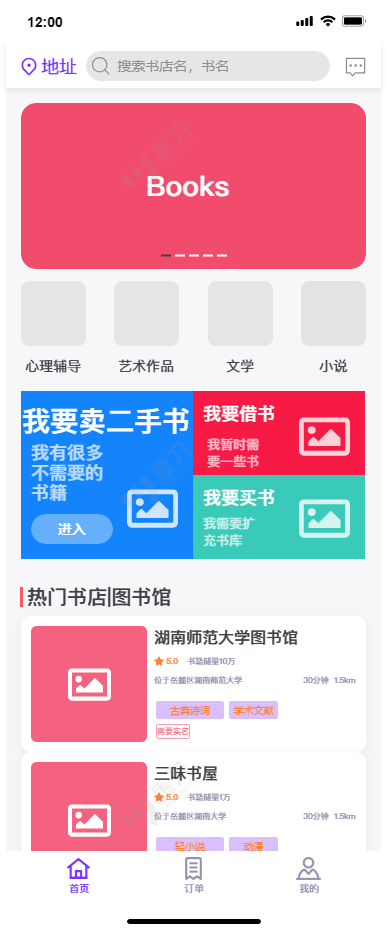 12:00
地址
搜索书店名，书名
Books
心理辅导 艺术作品 文学 小说
我要卖二手书
我有很多
不需要的
书籍
进入
我要借书
我暂时需
要一些书
我要买书
我需要扩
充书库
热门书店|图书馆
湖南师范大学图书馆
5.0 书籍储量10万
位于岳麓区湖南师范大学 30分钟 1.5km
古典诗词 学术文献
需要实名
三味书屋
5.0 书籍储量1万
位于岳麓区湖南大学 30分钟 1.5km
轻小说 动漫
首页 订单 我的